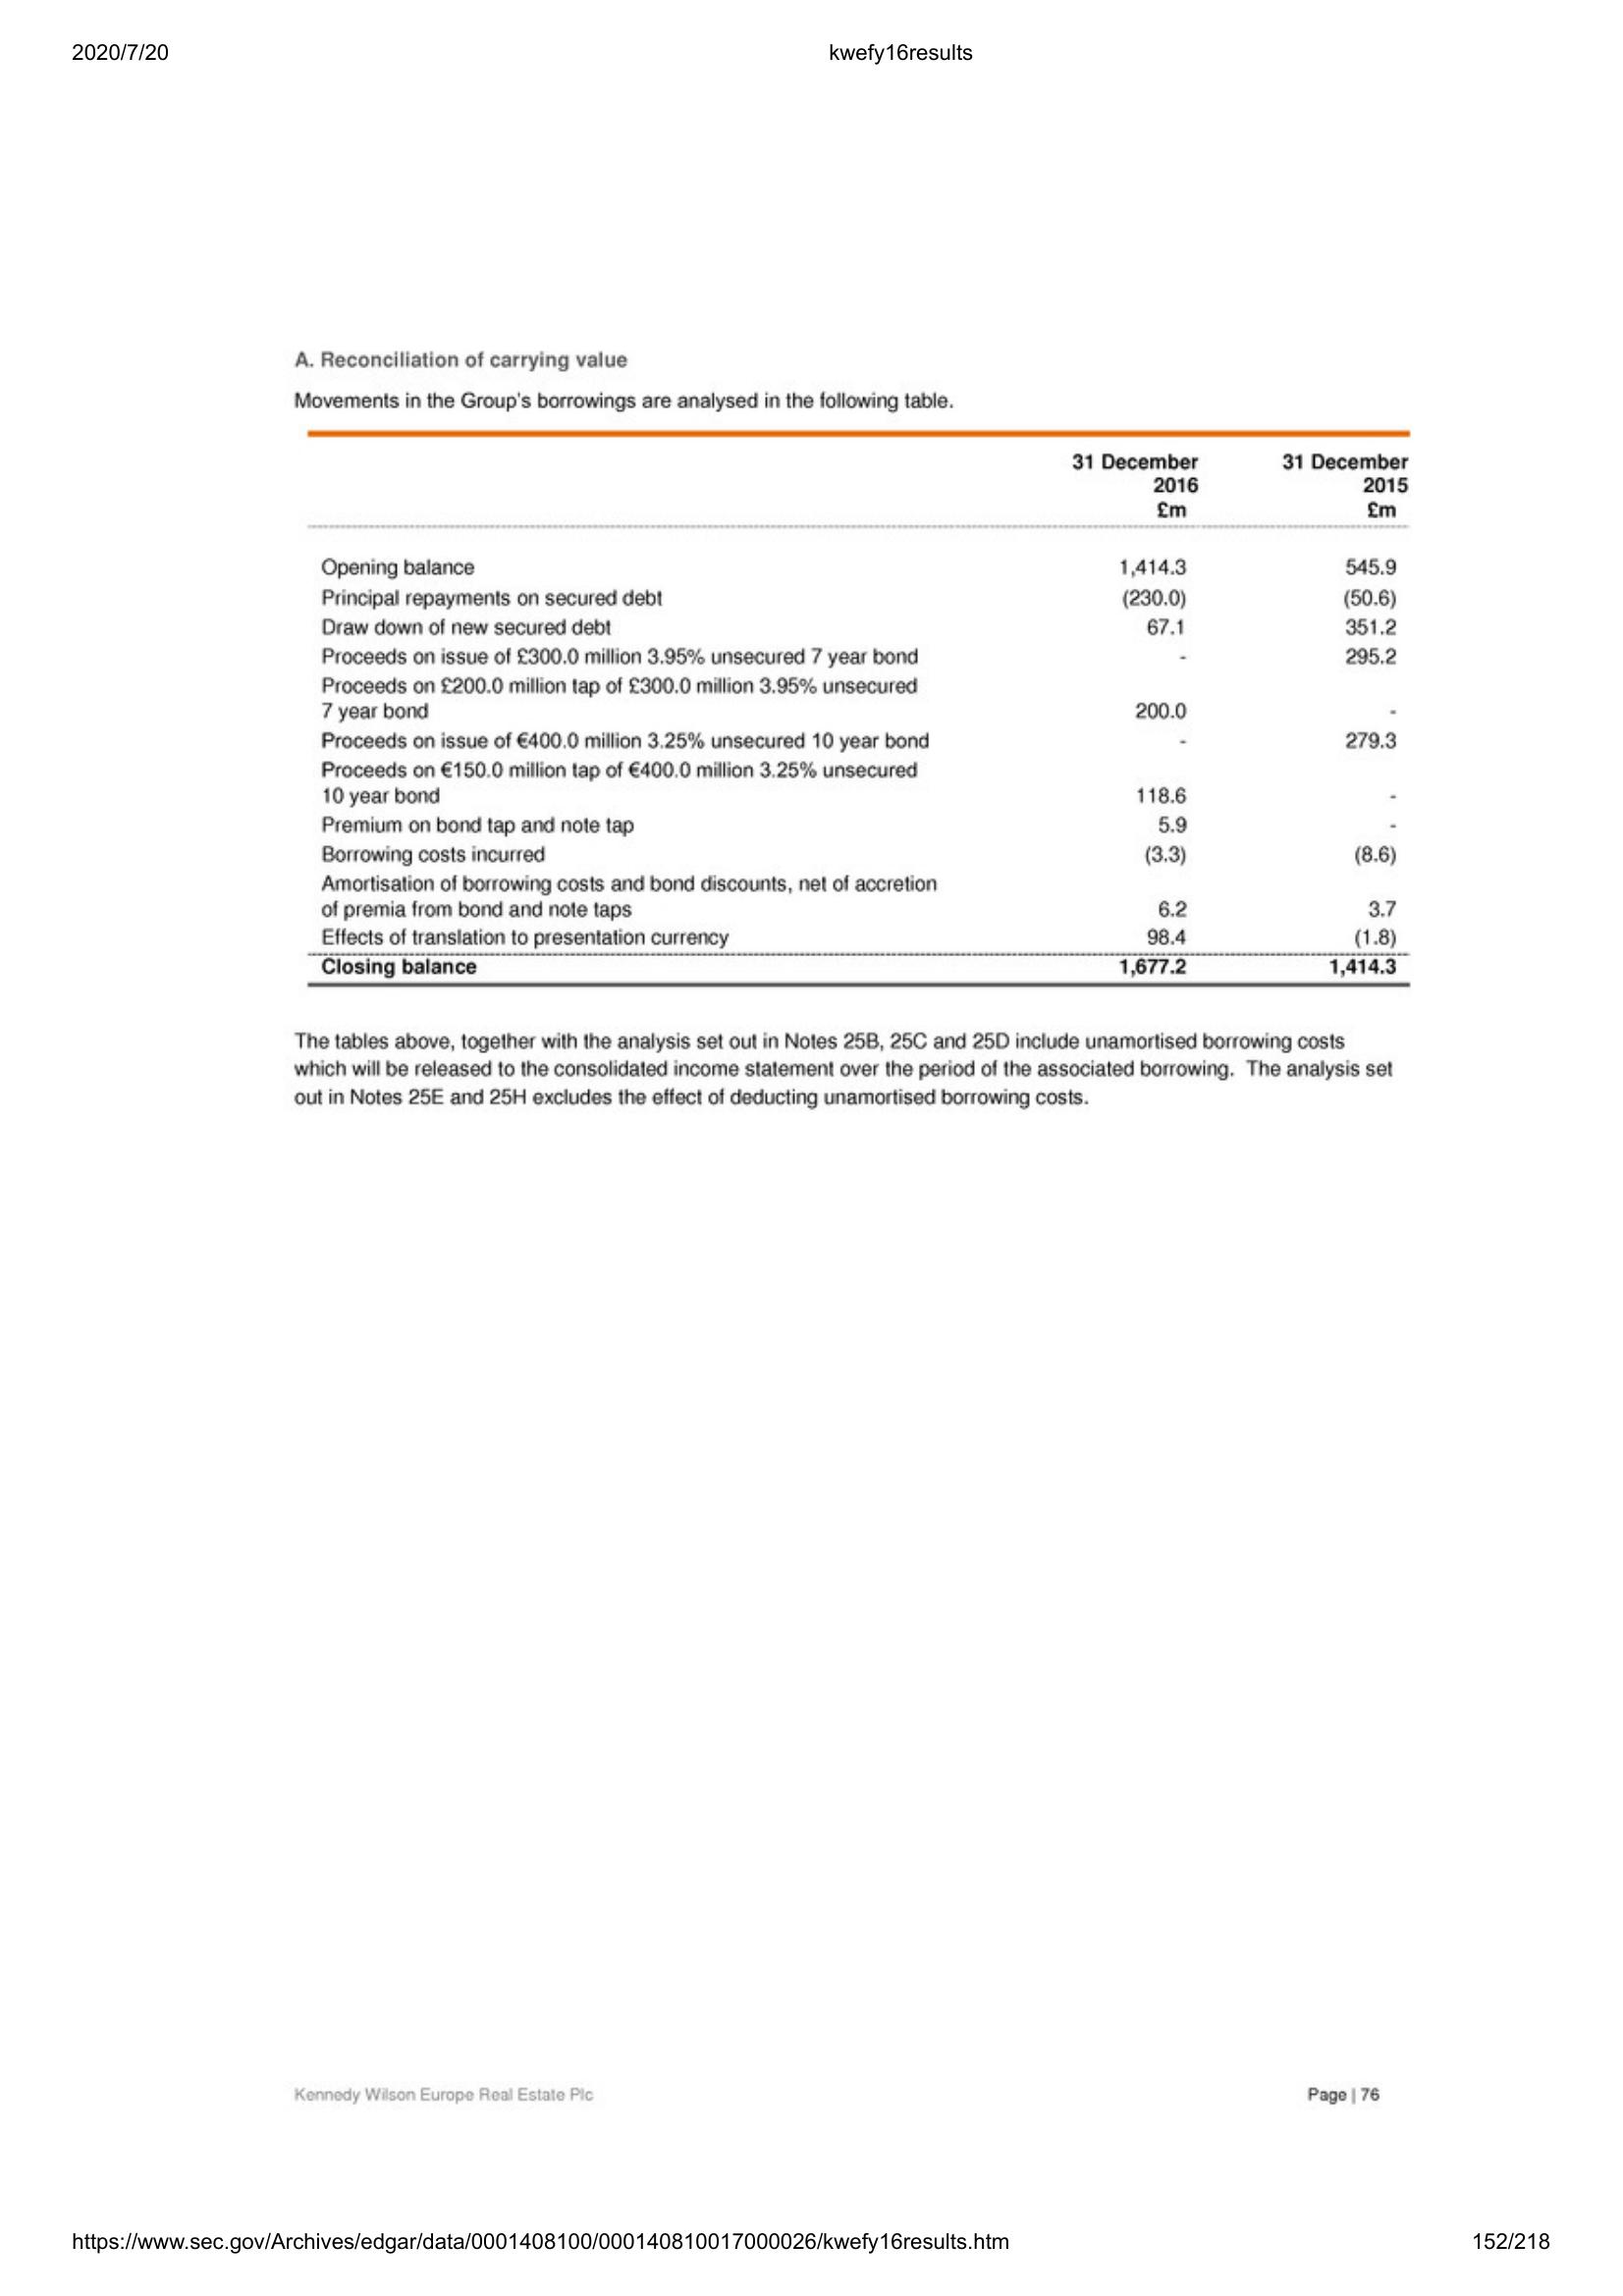 2020/7/20 kwefy16results
A. Reconciliation of carrying value
Movements in the Group's borrowings are analysed in the following table.
31 December 31 December
2016 2015
£m £m
Opening balance 1,414.3 545.9
Principal repayments on secured debt (230.0) (50.6)
Draw down of new secured debt 67.1 351.2
Proceeds on issue of £300.0 million 3.95% unsecured 7 year bond - 295.2
Proceeds on £200.0 million tap of £300.0 million 3.95% unsecured
7 year bond 200.0 -
Proceeds on issue of €400.0 million 3.25% unsecured 10 year bond - 279.3
Proceeds on €150.0 million tap of €400.0 million 3.25% unsecured
10 year bond 118.6 -
Premium on bond tap and note tap 5.9 -
Borrowing costs incurred (3.3) (8.6)
Amortisation of borrowing costs and bond discounts, net of accretion
of premia from bond and note taps 6.2 3.7
Effects of translation to presentation currency 98.4 (1.8)
Closing balance 1,677.2 1,414.3
The tables above, together with the analysis set out in Notes 25B, 25C and 25D include unamortised borrowing costs
which will be released to the consolidated income statement over the period of the associated borrowing. The analysis set
out in Notes 25E and 25H excludes the effect of deducting unamortised borrowing costs.
Kennedy Wilson Europe Real Estate Plc Page | 76
https://www.sec.gov/Archives/edgar/data/0001408100/000140810017000026/kwefy16results.htm 152/218